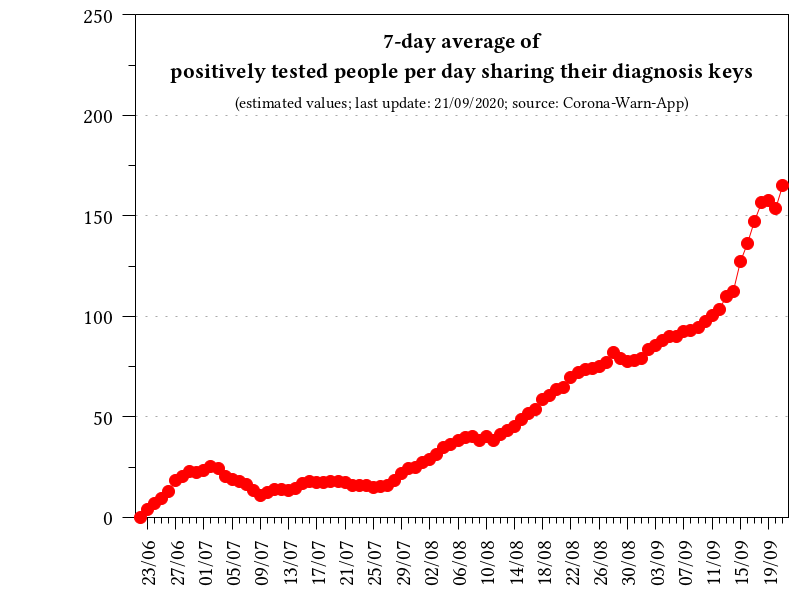 7-day average of
positively tested people per day sharing their diagnosis keys
(estimated values; last update: 21/09/2020; source: Corona-Warn-App)
250
200
150
100
50
0
23/06 27/06 01/07 05/07 09/07 13/07 17/07 21/07 25/07 29/07 02/08 06/08 10/08 14/08 18/08 22/08 26/08 30/08 03/09 07/09 11/09 15/09 19/09